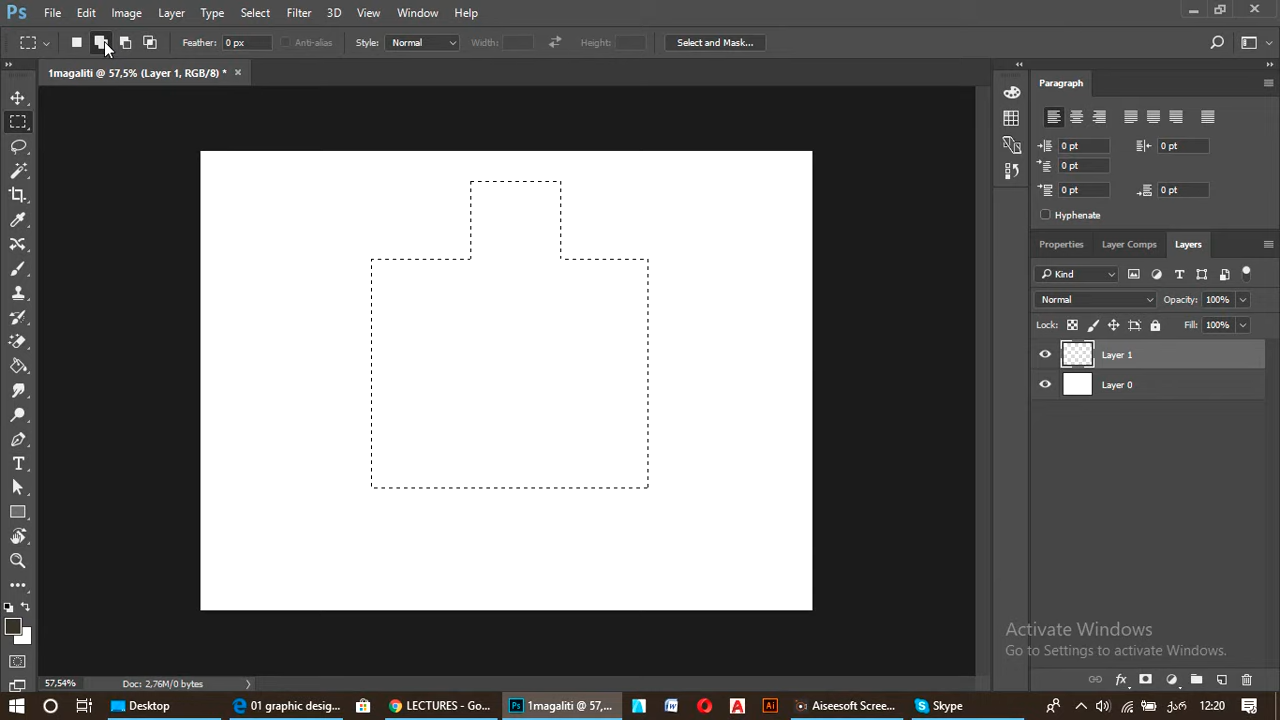 Ps File Edit Image Layer Type Select Filter 3D View Window Help
Feather: 0 px Anti-alias Style: Normal Width: Height: Select and Mask...
1magaliti @ 57,5% (Layer 1, RGB/8) * ×
Paragraph
0 pt 0 pt
0 pt
0 pt 0 pt
Hyphenate
Properties Layer Comps Layers
Kind
Normal Opacity: 100%
Lock: Fill: 100%
Layer 1
Layer 0
Activate Windows
Go to Settings to activate Windows.
57,54% Doc: 2,76M/0 bytes
Desktop 01 graphic desig... LECTURES - Go... 1magaliti @ 57,... Aiseesoft Scree... Skype 12:20